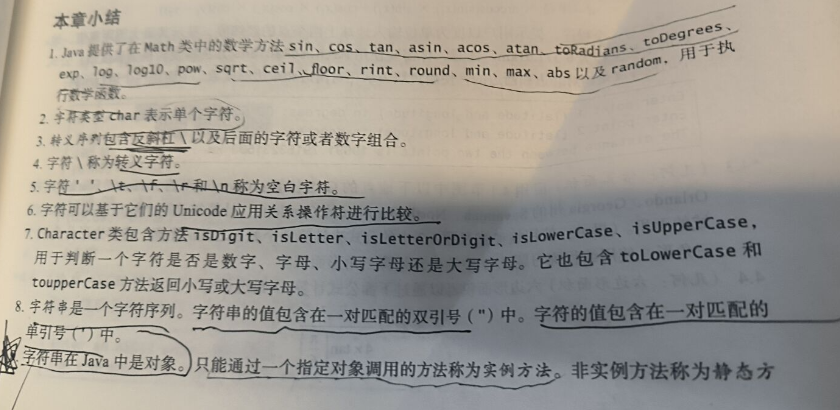 本章小结
1. Java 提供了在 Math 类中的数学方法 sin、cos、tan、asin、acos、atan、toRadians、toDegrees、
exp、log、log10、pow、sqrt、ceil、floor、rint、round、min、max、abs 以及 random，用于执
行数学函数。
2. 字符类型 char 表示单个字符。
3. 转义序列包含反斜杠 \ 以及后面的字符或者数字组合。
4. 字符 \ 称为转义字符。
5. 字符 ' '、\t、\f、\r 和 \n 称为空白字符。
6. 字符可以基于它们的 Unicode 应用关系操作符进行比较。
7. Character 类包含方法 isDigit、isLetter、isLetterOrDigit、isLowerCase、isUpperCase，
用于判断一个字符是否是数字、字母、小写字母还是大写字母。它也包含 toLowerCase 和
toupperCase 方法返回小写或大写字母。
8. 字符串是一个字符序列。字符串的值包含在一对匹配的双引号 (") 中。字符的值包含在一对匹配的
单引号 (') 中。
字符串在 Java 中是对象。只能通过一个指定对象调用的方法称为实例方法。非实例方法称为静态方